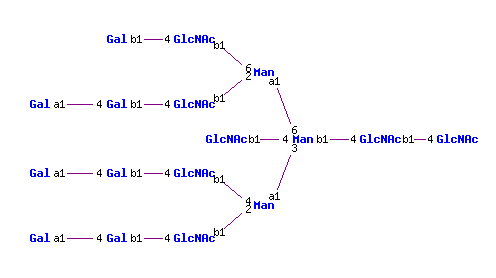 Gal b1 4 GlcNAc b1
6 2 Man a1
Gal a1 4 Gal b1 4 GlcNAc b1
GlcNAc b1 4 6 3 Man b1 4 GlcNAc b1 4 GlcNAc
Gal a1 4 Gal b1 4 GlcNAc b1
4 2 Man a1
Gal a1 4 Gal b1 4 GlcNAc b1